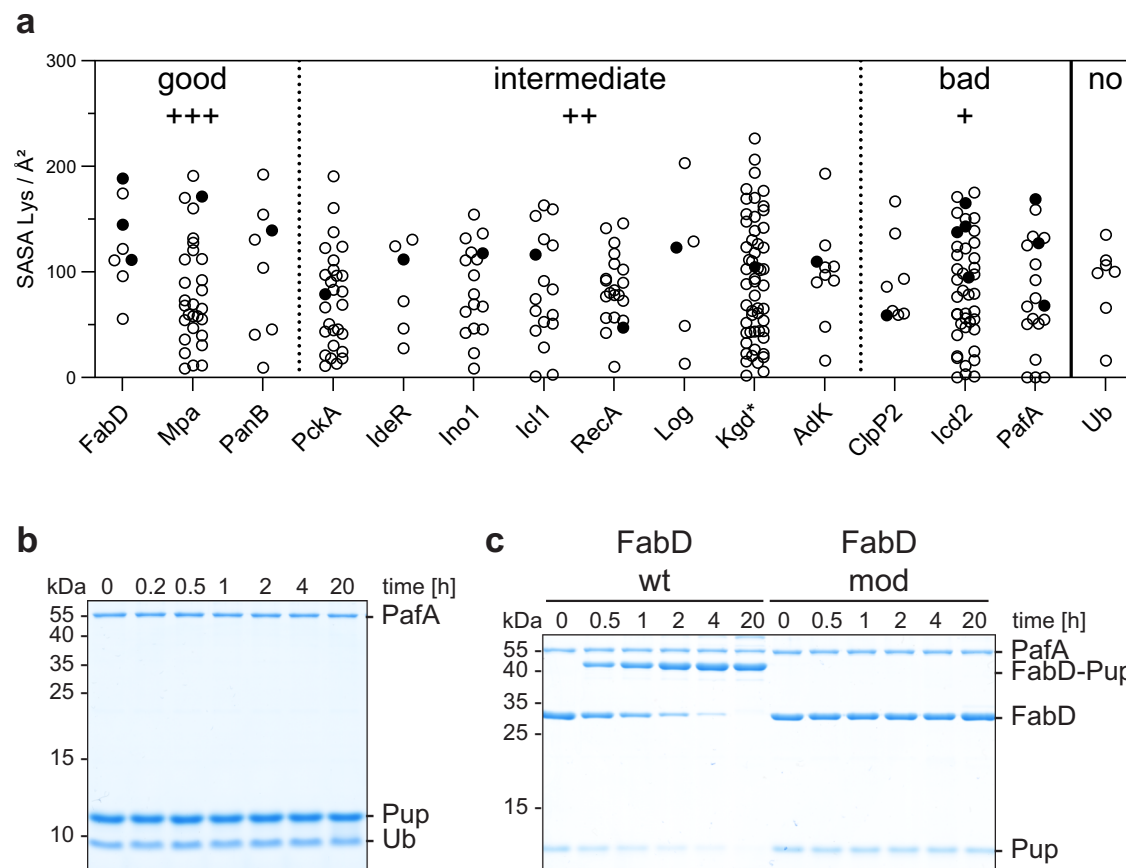 a
300
200
100
0
SASA Lys / Å²
good
+++
intermediate
++
bad
+
no
FabD
Mpa
PanB
PckA
IdeR
Ino1
Icl1
RecA
Log
Kgd*
AdK
ClpP2
Icd2
PafA
Ub
b
kDa 0 0.2 0.5 1 2 4 20 time [h]
55
40
35
25
15
10
PafA
Pup
Ub
c
FabD
wt
FabD
mod
kDa 0 0.5 1 2 4 20 0 0.5 1 2 4 20 time [h]
55
40
35
25
15
PafA
FabD-Pup
FabD
Pup